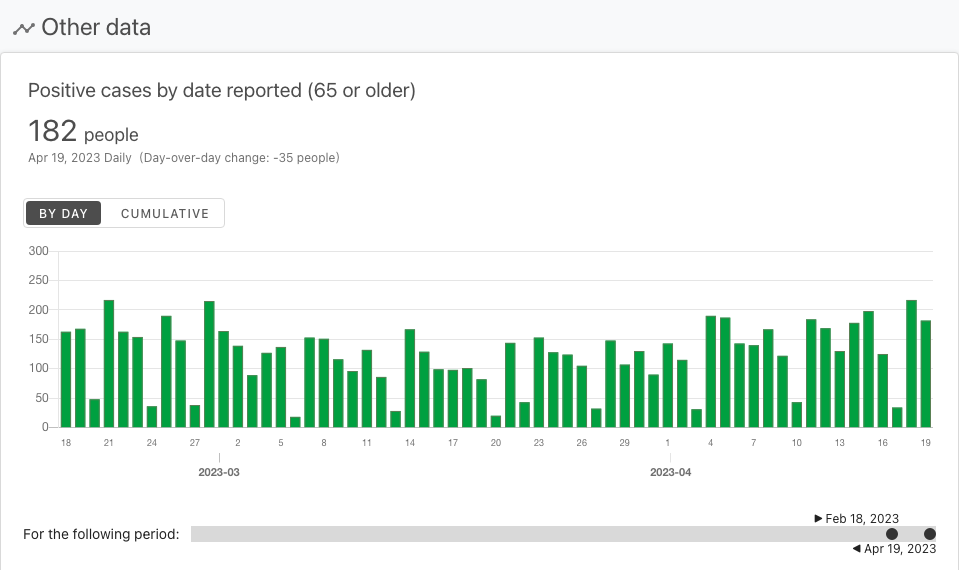 Other data
Positive cases by date reported (65 or older)
182 people
Apr 19, 2023 Daily (Day-over-day change: -35 people)
BY DAY CUMULATIVE
300
250
200
150
100
50
0
18 21 24 27 2 5 8 11 14 17 20 23 26 29 1 4 7 10 13 16 19
2023-03 2023-04
Feb 18, 2023
For the following period:
Apr 19, 2023